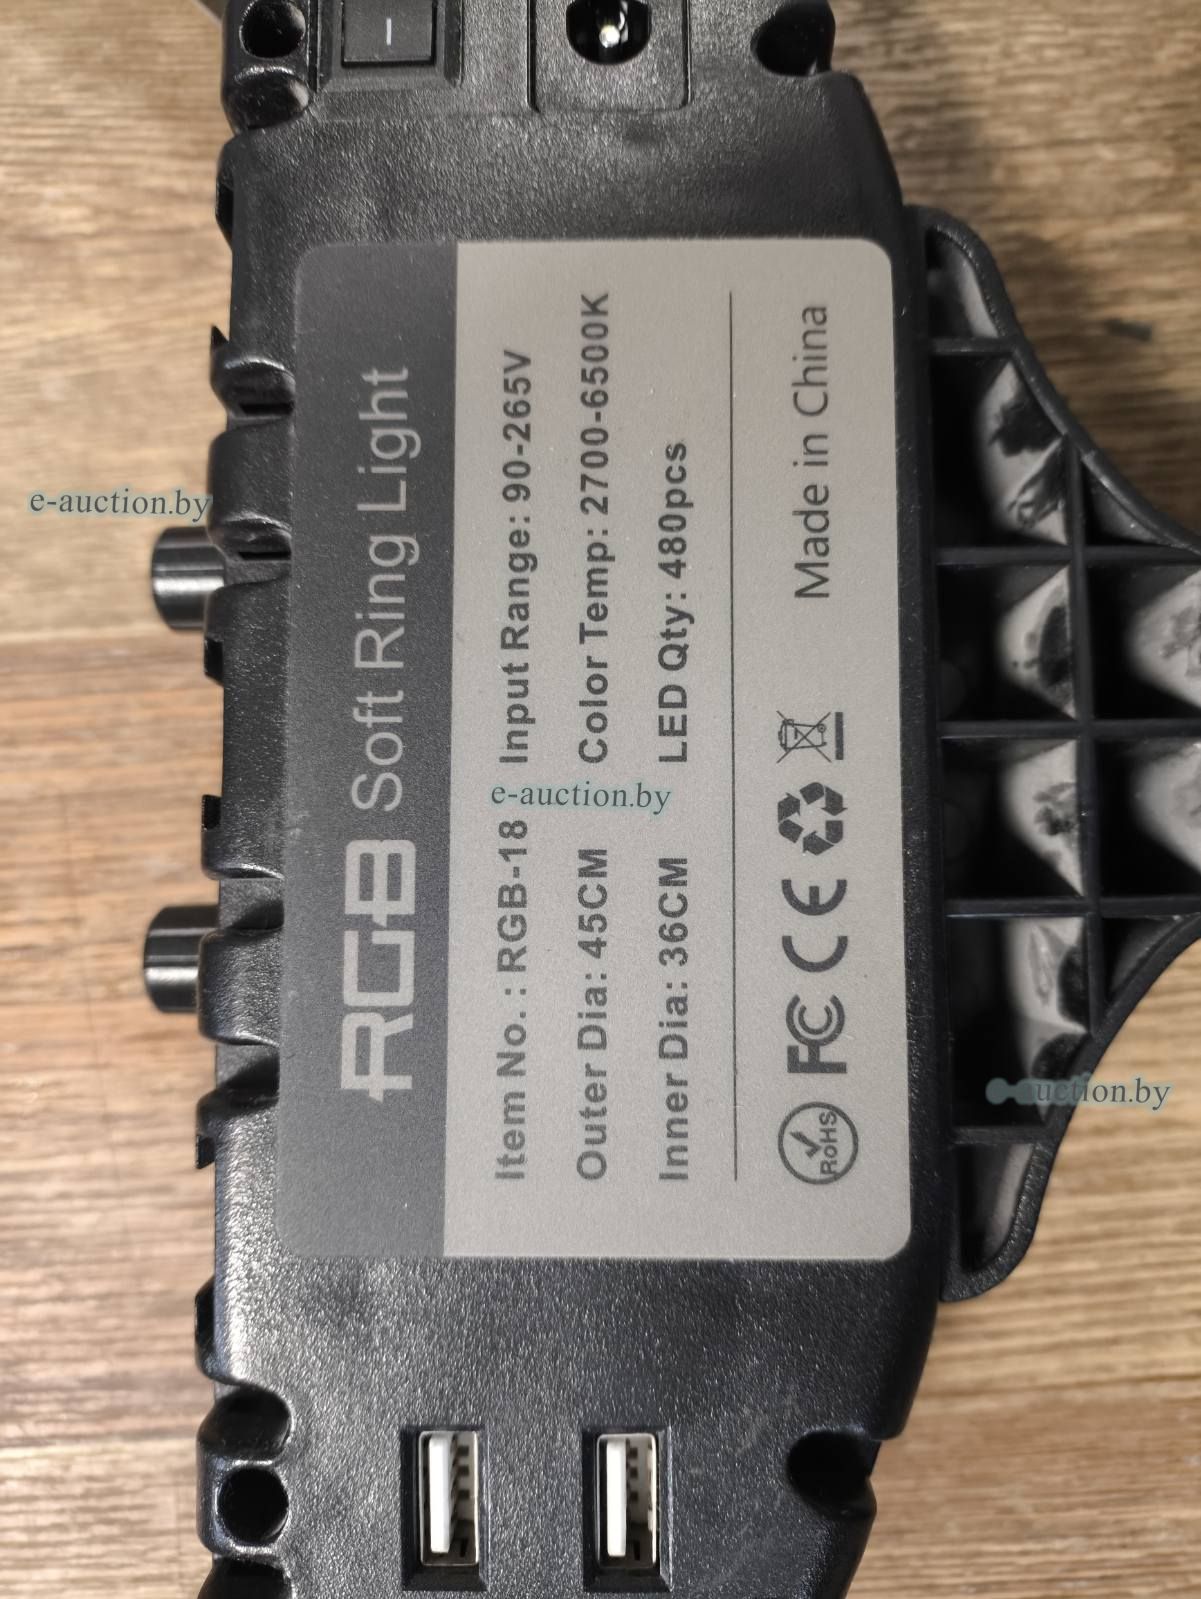 RGB Soft Ring Light
Item No. : RGB-18 Input Range: 90-265V
Outer Dia: 45CM Color Temp: 2700-6500K
Inner Dia: 36CM LED Qty: 480pcs
RoHS FC CE Made in China
e-auction.by
e-auction.by
e-auction.by